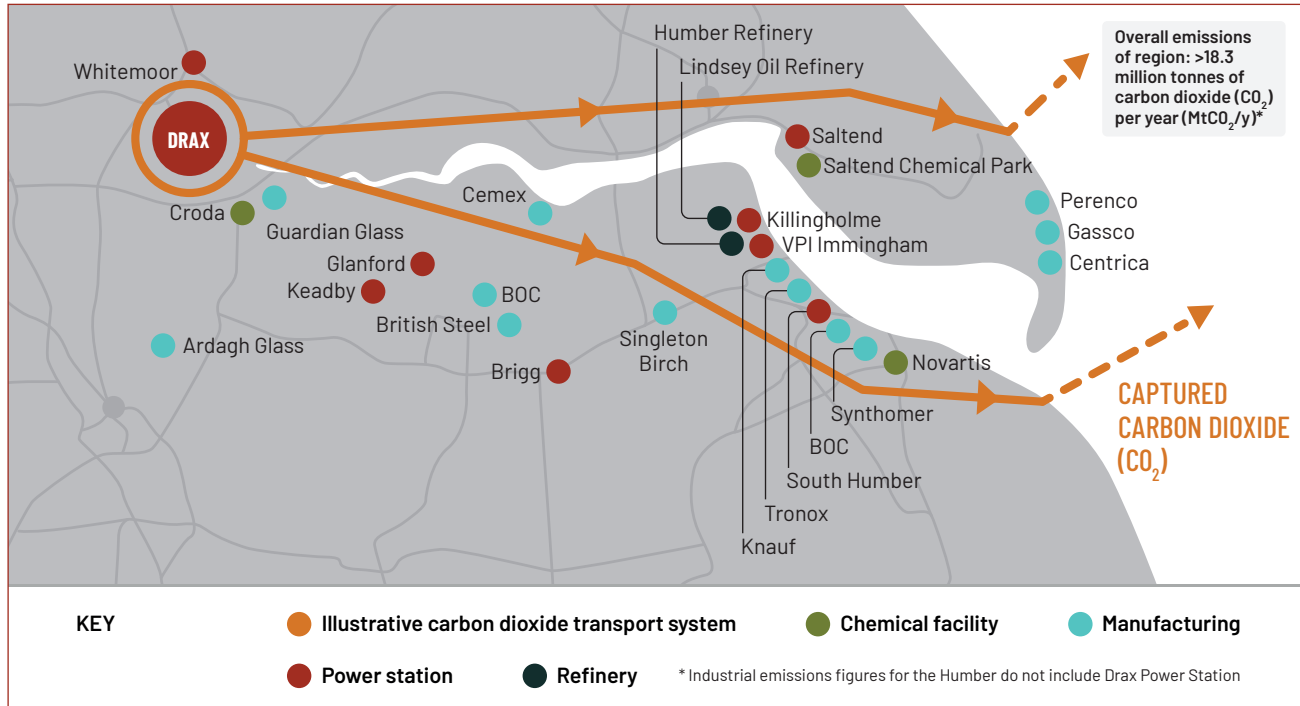 Humber Refinery
Lindsey Oil Refinery
Overall emissions
of region: >18.3
million tonnes of
carbon dioxide (CO₂)
per year (MtCO₂/y)*
Whitemoor
DRAX
Saltend
Saltend Chemical Park
Croda
Guardian Glass
Cemex
Killingholme
VPI Immingham
Perenco
Gassco
Centrica
Glanford
Keadby
BOC
British Steel
Ardagh Glass
Brigg
Singleton
Birch
Novartis
Synthomer
BOC
South Humber
Tronox
Knauf
CAPTURED
CARBON DIOXIDE
(CO₂)
KEY
Illustrative carbon dioxide transport system
Chemical facility
Manufacturing
Power station
Refinery
* Industrial emissions figures for the Humber do not include Drax Power Station